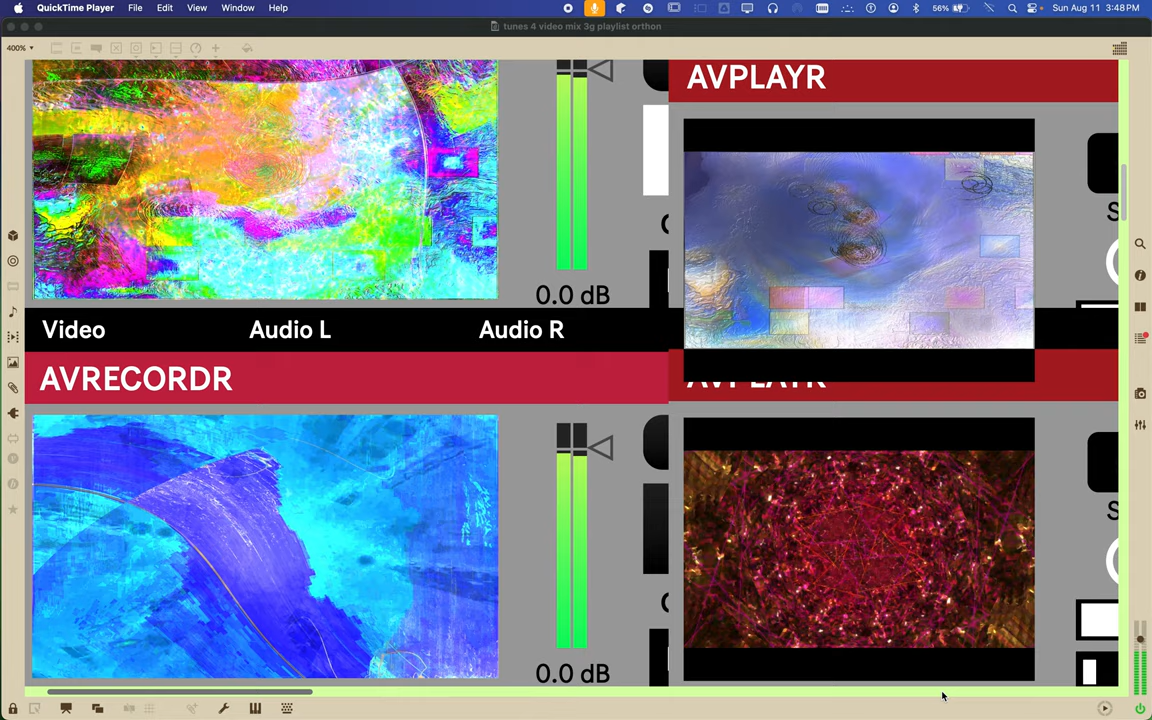 QuickTime Player File Edit View Window Help 56% Sun Aug 11 3:48 PM
tunes 4 video mix 3g playlist orthon
400%
AVPLAYR
0.0 dB
Video Audio L Audio R
AVRECORDR
AVPLAYR
0.0 dB